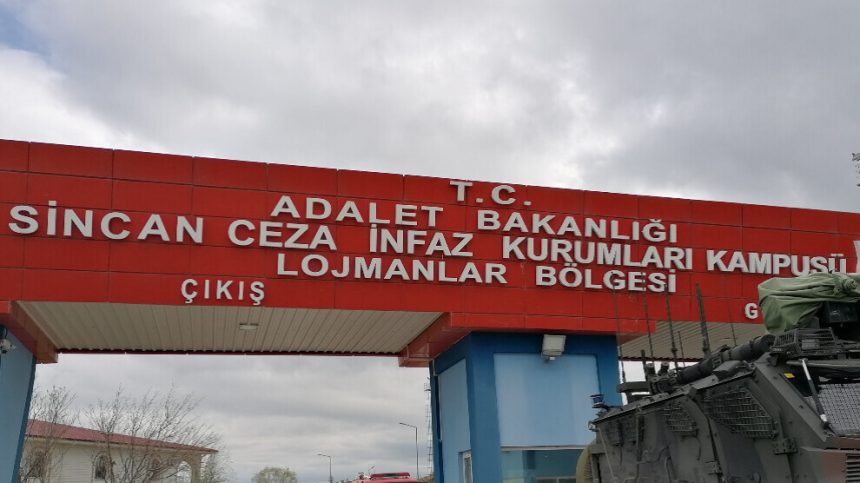 T.C.
ADALET BAKANLIĞI
SİNCAN CEZA İNFAZ KURUMLARI KAMPUSÜ
LOJMANLAR BÖLGESİ
ÇIKIŞ